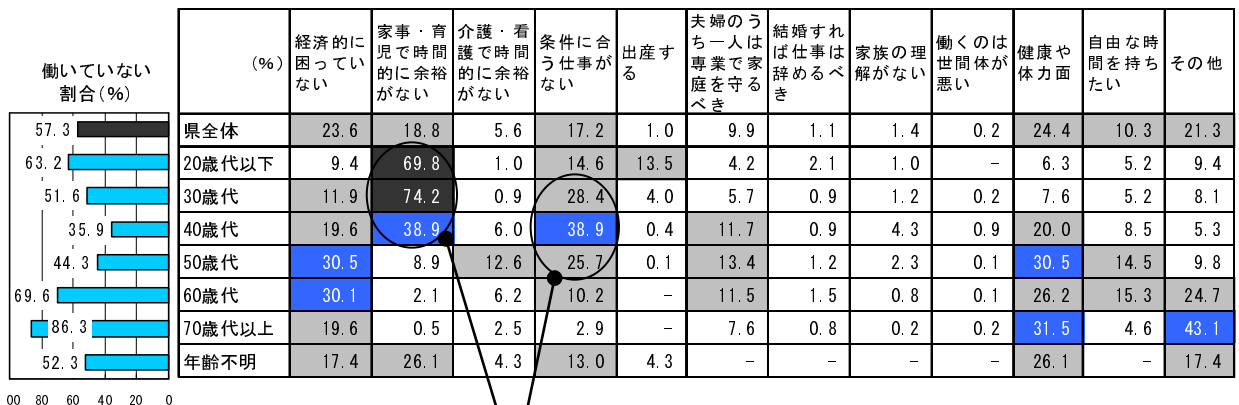 働いていない
割合(%)
(%) 経済的に困っていない 家事・育児で時間的に余裕がない 介護・看護で時間的に余裕がない 条件に合う仕事がない 出産する 夫婦のうち一人は専業で家庭を守るべき 結婚すれば仕事は辞めるべき 家族の理解がない 働くのは世間体が悪い 健康や体力面 自由な時間を持ちたい その他
57.3 県全体 23.6 18.8 5.6 17.2 1.0 9.9 1.1 1.4 0.2 24.4 10.3 21.3
63.2 20歳代以下 9.4 69.8 1.0 14.6 13.5 4.2 2.1 1.0 － 6.3 5.2 9.4
51.6 30歳代 11.9 74.2 0.9 28.4 4.0 5.7 0.9 1.2 0.2 7.6 5.2 8.1
35.9 40歳代 19.6 38.9 6.0 38.9 0.4 11.7 0.9 4.3 0.9 20.0 8.5 5.3
44.3 50歳代 30.5 8.9 12.6 25.7 0.1 13.4 1.2 2.3 0.1 30.5 14.5 9.8
69.6 60歳代 30.1 2.1 6.2 10.2 － 11.5 1.5 0.8 0.1 26.2 15.3 24.7
86.3 70歳代以上 19.6 0.5 2.5 2.9 － 7.6 0.8 0.2 0.2 31.5 4.6 43.1
52.3 年齢不明 17.4 26.1 4.3 13.0 4.3 － － － － 26.1 － 17.4
00 80 60 40 20 0